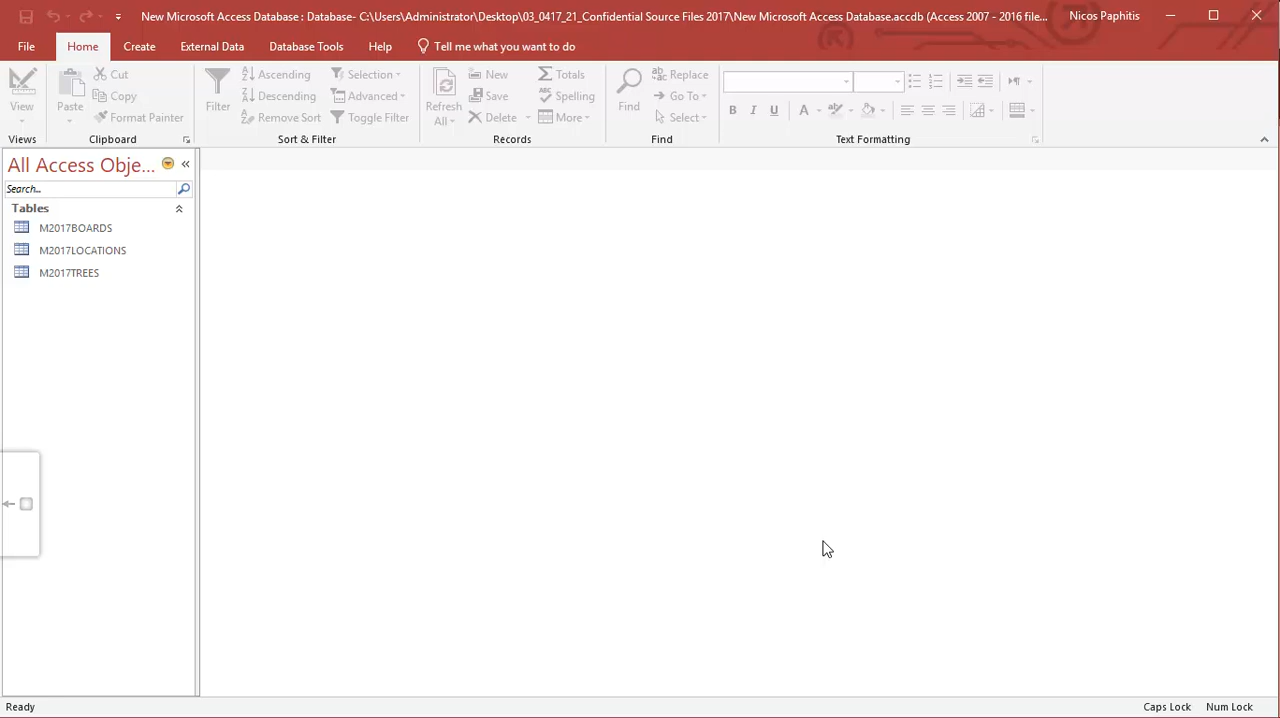 New Microsoft Access Database : Database- C:\Users\Administrator\Desktop\03_0417_21_Confidential Source Files 2017\New Microsoft Access Database.accdb (Access 2007 - 2016 file... Nicos Paphitis
File Home Create External Data Database Tools Help Tell me what you want to do
View Paste Cut Copy Format Painter
Filter Ascending Descending Remove Sort Selection Advanced Toggle Filter
Refresh All New Save Delete Totals Spelling More
Find Replace Go To Select
B I U A
Views Clipboard Sort & Filter Records Find Text Formatting
All Access Obje...
Search...
Tables
M2017BOARDS
M2017LOCATIONS
M2017TREES
Ready Caps Lock Num Lock